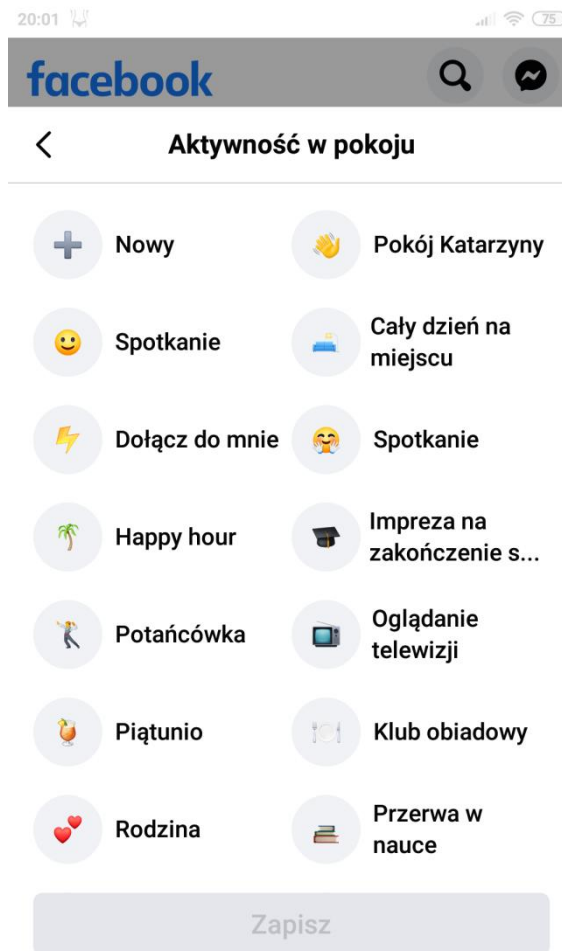 20:01 75
facebook
Aktywność w pokoju
Nowy
Pokój Katarzyny
Spotkanie
Cały dzień na
miejscu
Dołącz do mnie
Spotkanie
Happy hour
Impreza na
zakończenie s...
Potańcówka
Oglądanie
telewizji
Piątunio
Klub obiadowy
Rodzina
Przerwa w
nauce
Zapisz